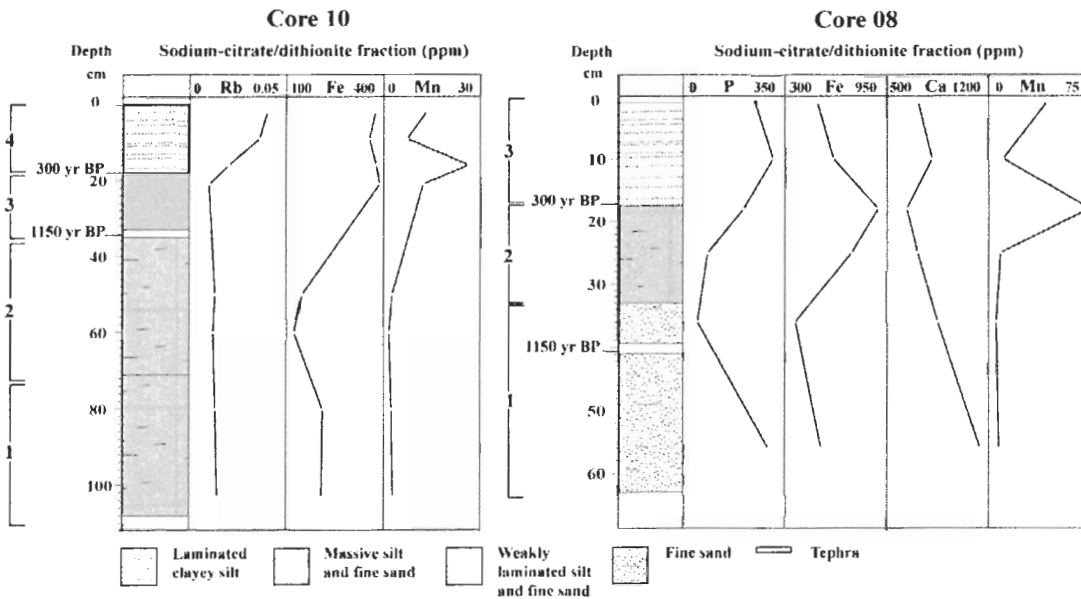 Core 10
Core 08
Depth
Sodium-citrate/dithionite fraction (ppm)
Depth
Sodium-citrate/dithionite fraction (ppm)
cm
0 Rb 0.05 100 Fe 400 0 Mn 30
cm
0 P 350 300 Fe 950 500 Ca 1200 0 Mn 75
0
4
300 yr BP
20
3
1150 yr BP
40
2
60
80
1
100
0
3
10
300 yr BP
20
2
30
1150 yr BP
1
50
60
Laminated
clayey silt
Massive silt
and fine sand
Weakly
laminated silt
and fine sand
Fine sand
Tephra